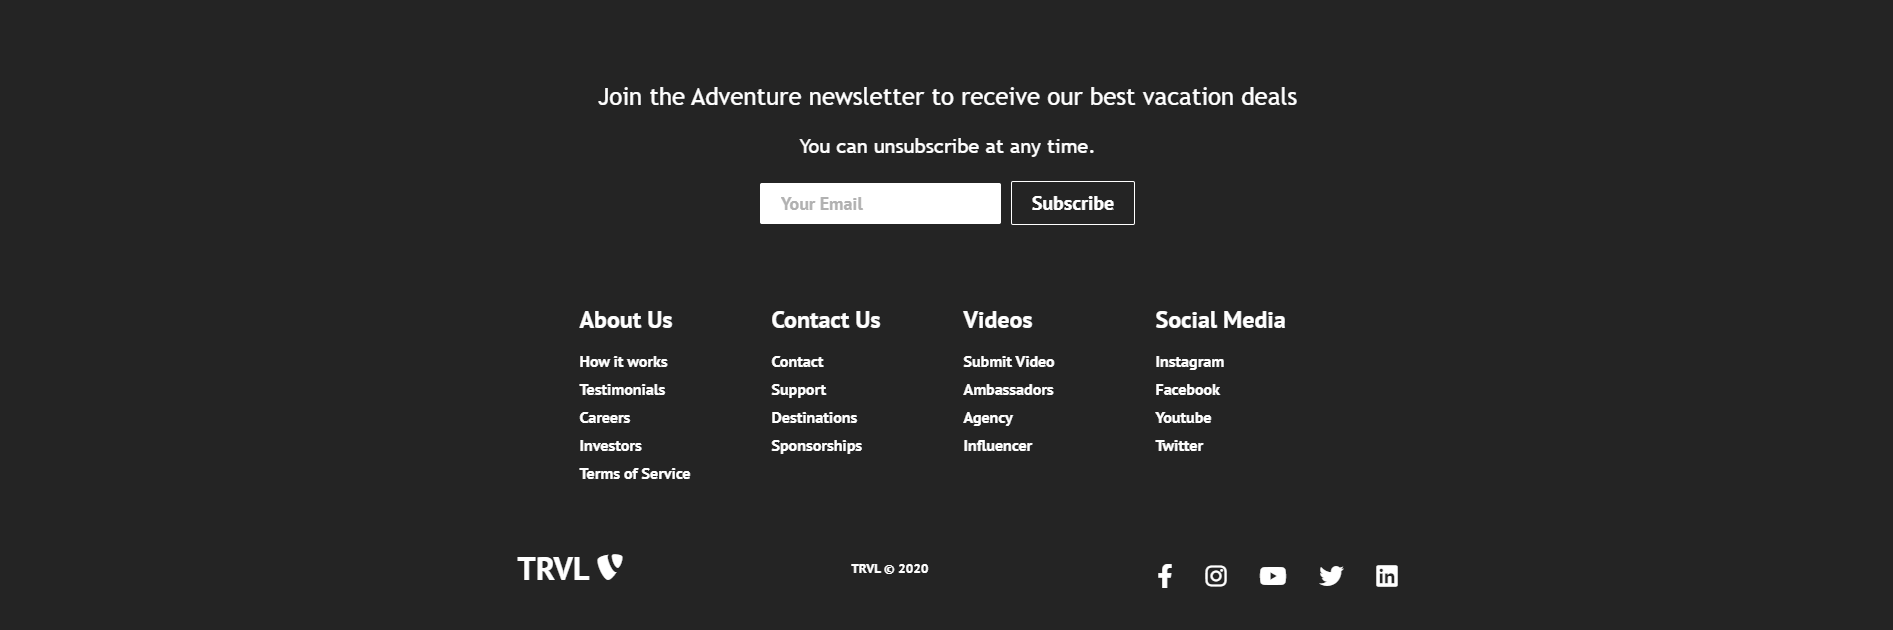 Join the Adventure newsletter to receive our best vacation deals
You can unsubscribe at any time.
Your Email
Subscribe
About Us
How it works
Testimonials
Careers
Investors
Terms of Service
Contact Us
Contact
Support
Destinations
Sponsorships
Videos
Submit Video
Ambassadors
Agency
Influencer
Social Media
Instagram
Facebook
Youtube
Twitter
TRVL
TRVL © 2020